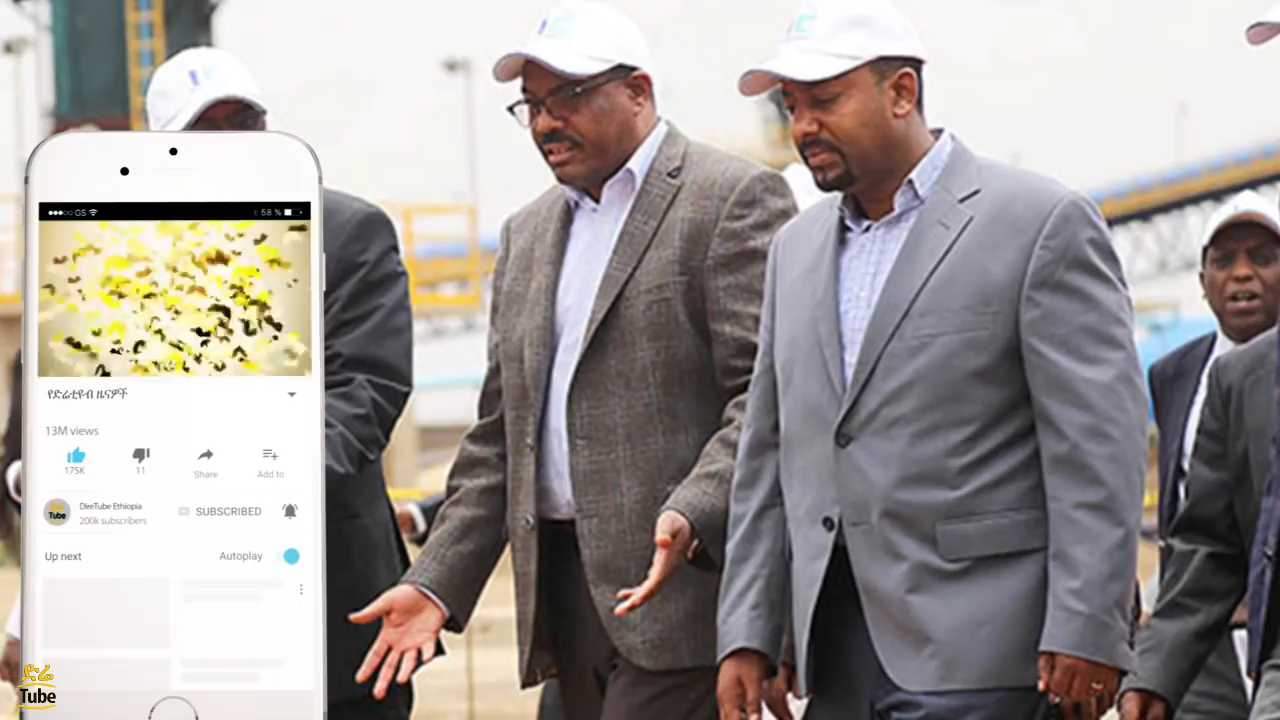 GS
58 %
የድሬቲዩብ ዜናዎች
13M views
175K
11
Share
Add to
Tube
DireTube Ethiopia
200k subscribers
SUBSCRIBED
Up next
Autoplay
ድሬ
Tube